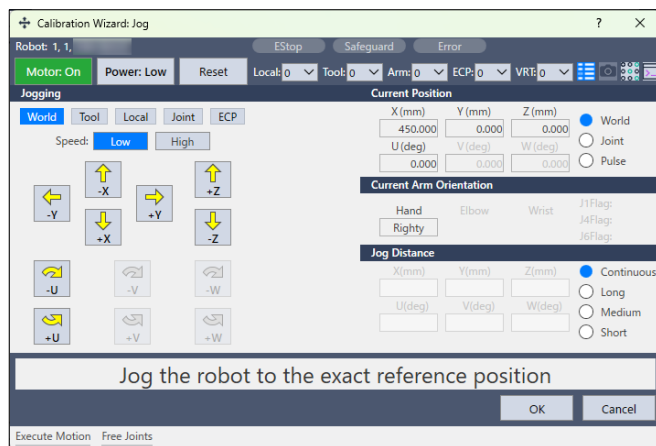 Calibration Wizard: Jog
Robot: 1, 1,
EStop Safeguard Error
Motor: On Power: Low Reset Local: 0 Tool: 0 Arm: 0 ECP: 0 VRT: 0
Jogging
World Tool Local Joint ECP
Speed: Low High
-X
+Z
-Y
+Y
+X
-Z
-U -V -W
+U +V +W
Current Position
X (mm) Y (mm) Z (mm)
450.000 0.000 0.000
U (deg) V (deg) W (deg)
0.000 0.000 0.000
World
Joint
Pulse
Current Arm Orientation
Hand Elbow Wrist
Righty
J1Flag:
J4Flag:
J6Flag:
Jog Distance
X(mm) Y(mm) Z(mm)
U(deg) V(deg) W(deg)
Continuous
Long
Medium
Short
Jog the robot to the exact reference position
OK Cancel
Execute Motion Free Joints